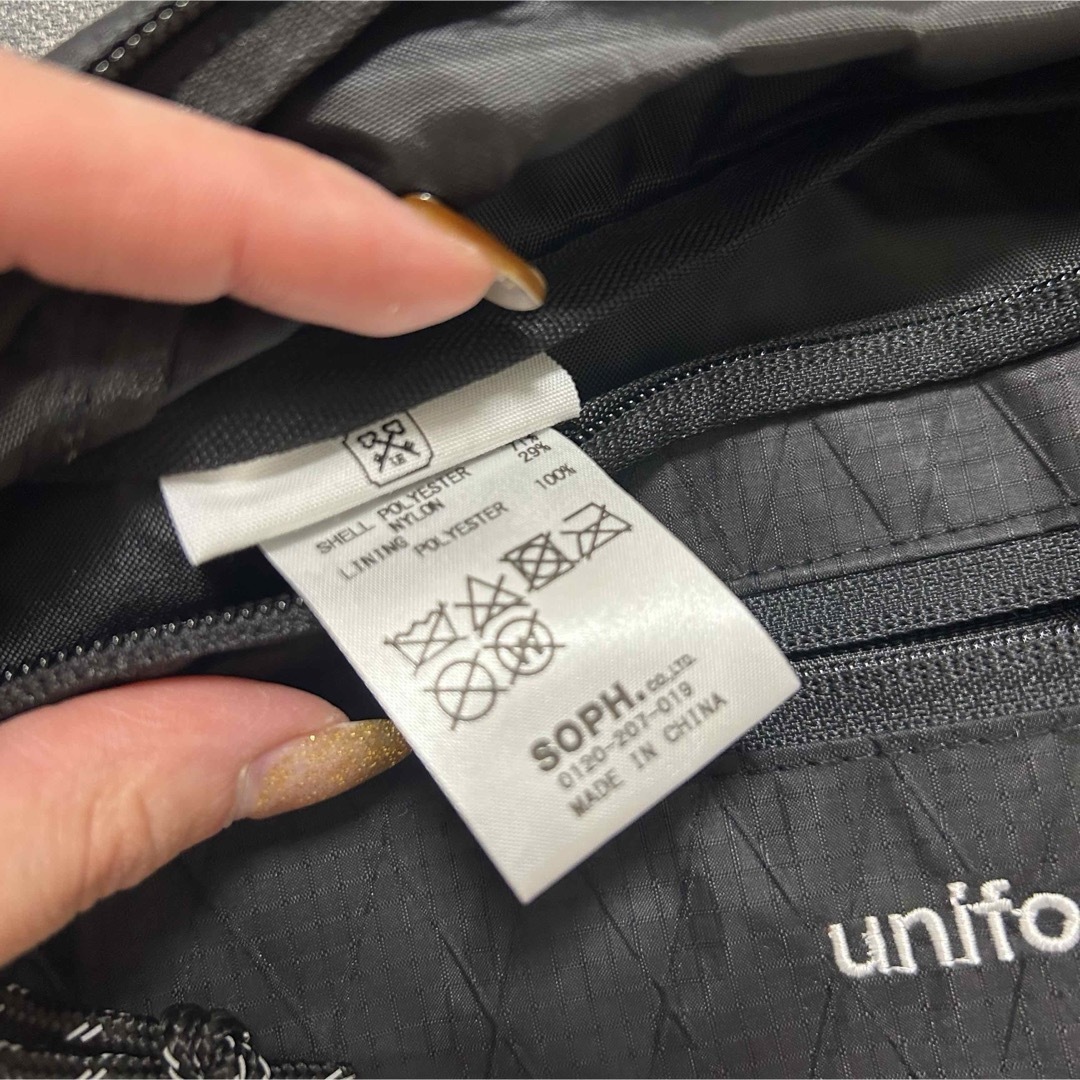 SHELL POLYESTER 71%
NYLON 29%
LINING POLYESTER 100%
W
SOPH.CO.,LTD.
0120-207-019
MADE IN CHINA
unifo